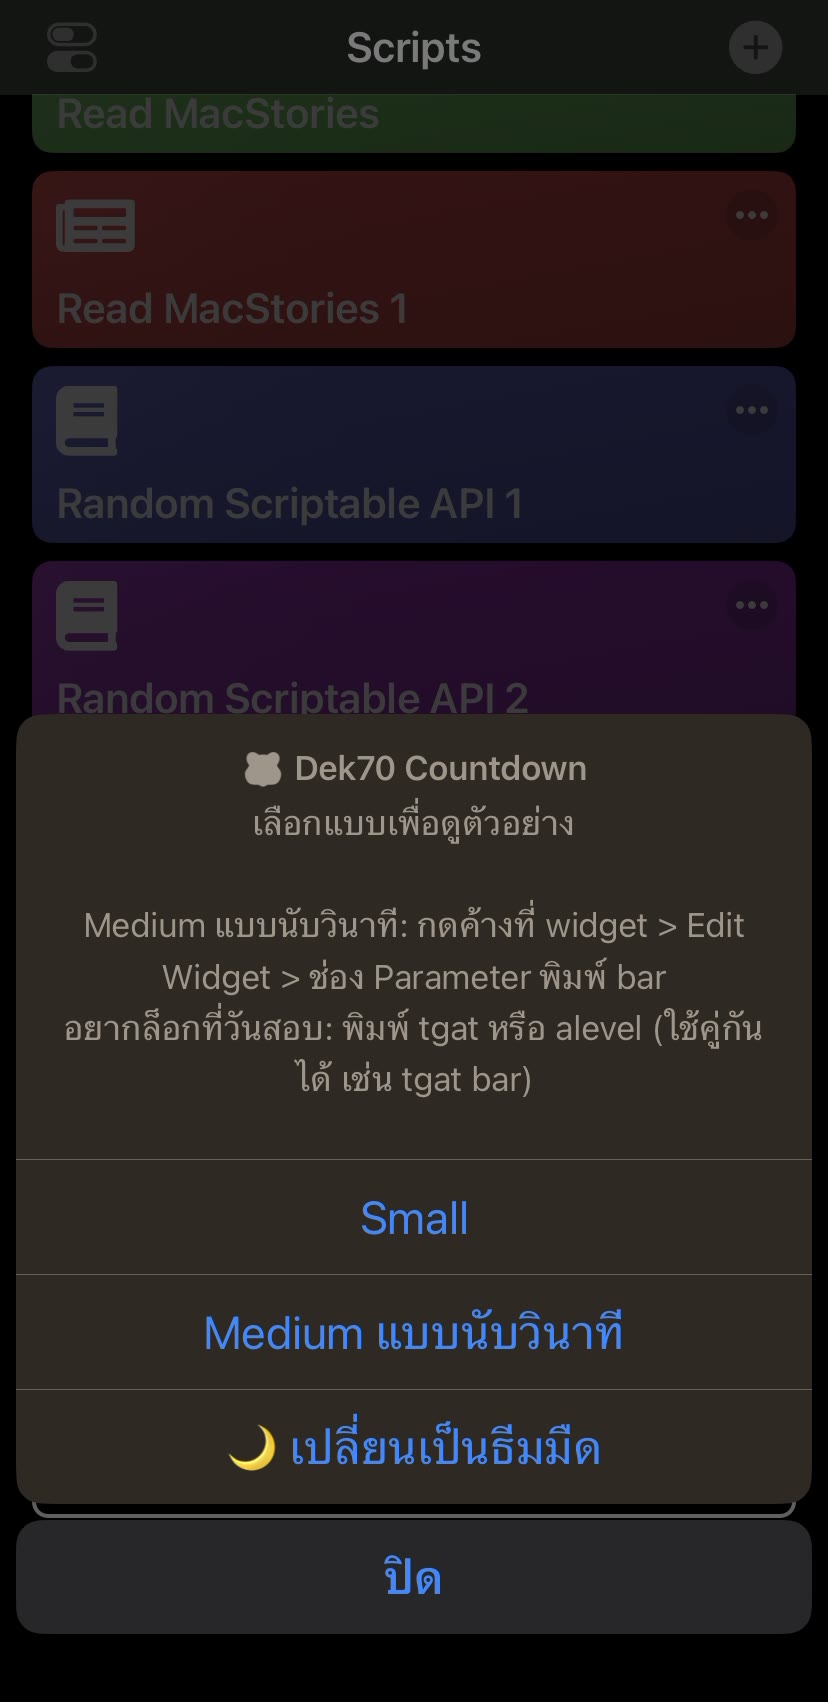 Scripts
Read MacStories
Read MacStories 1
Random Scriptable API 1
Random Scriptable API 2
Dek70 Countdown
เลือกแบบเพื่อดูตัวอย่าง
Medium แบบนับวินาที: กดค้างที่ widget > Edit
Widget > ช่อง Parameter พิมพ์ bar
อยากล็อกที่วันสอบ: พิมพ์ tgat หรือ alevel (ใช้คู่กัน
ได้ เช่น tgat bar)
Small
Medium แบบนับวินาที
🌙 เปลี่ยนเป็นธีมมืด
ปิด